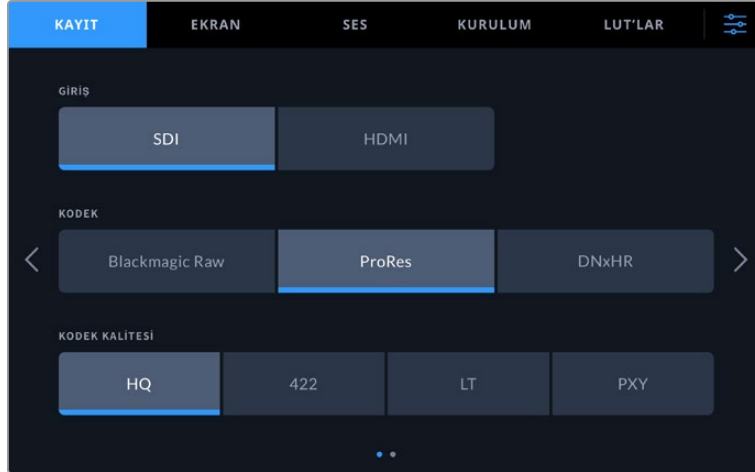 KAYIT EKRAN SES KURULUM LUT'LAR
GİRİŞ
SDI HDMI
KODEK
Blackmagic Raw ProRes DNxHR
KODEK KALİTESİ
HQ 422 LT PXY